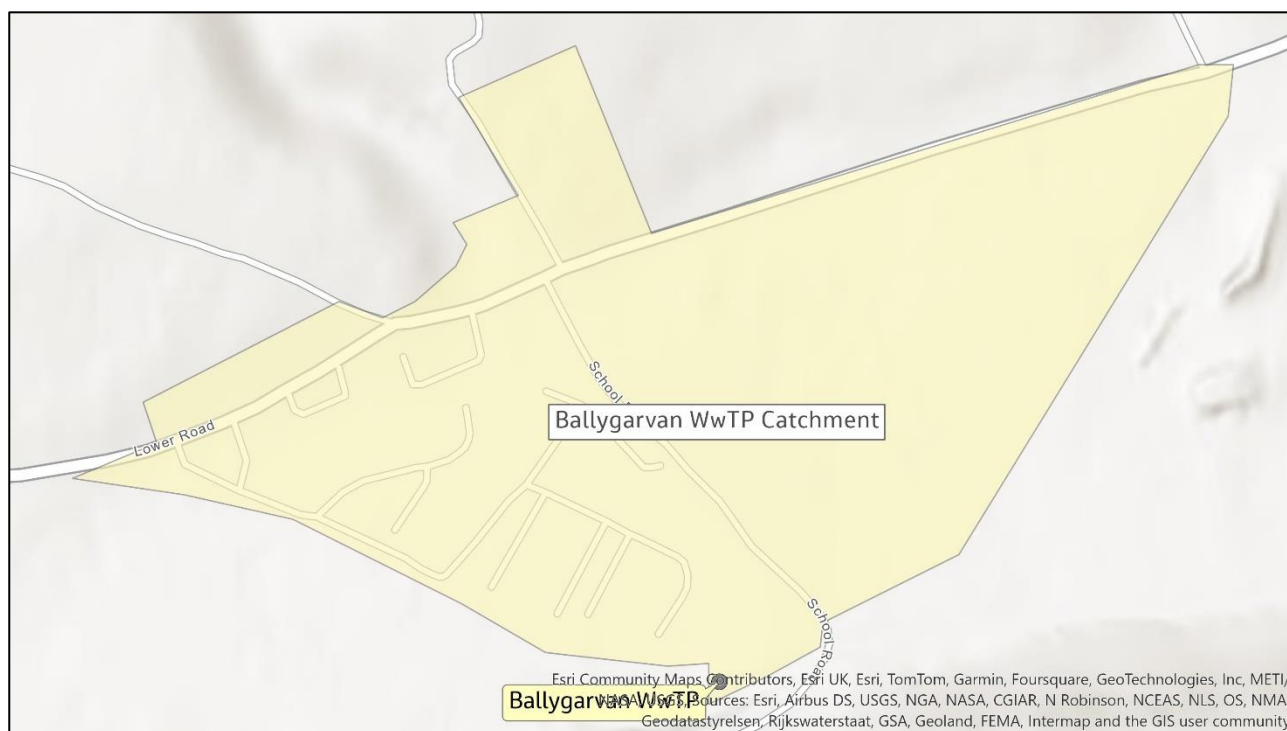 Lower Road
School
Ballygarvan WwTP Catchment
School Road
Ballygarvan WwTP
Esri Community Maps Contributors, Esri UK, Esri, TomTom, Garmin, Foursquare, GeoTechnologies, Inc, METI/
NASA, USGS, Sources: Esri, Airbus DS, USGS, NGA, NASA, CGIAR, N Robinson, NCEAS, NLS, OS, NMA,
Geodatastyrelsen, Rijkswaterstaat, GSA, Geoland, FEMA, Intermap and the GIS user community